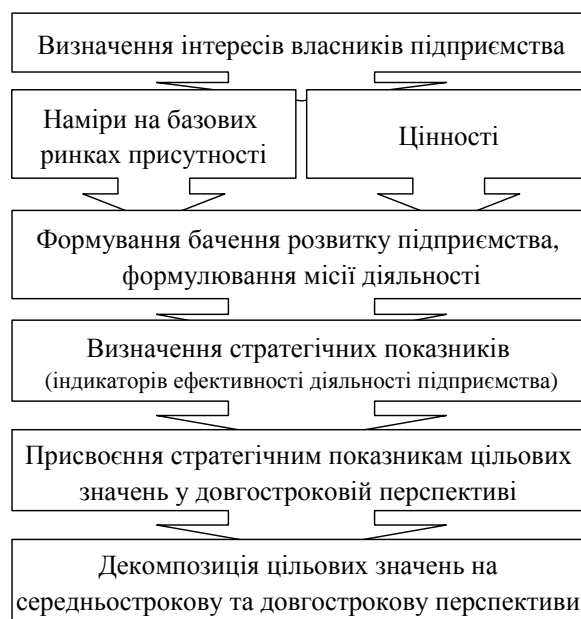 Визначення інтересів власників підприємства
Наміри на базових
ринках присутності
Цінності
Формування бачення розвитку підприємства,
формулювання місії діяльності
Визначення стратегічних показників
(індикаторів ефективності діяльності підприємства)
Присвоєння стратегічним показникам цільових
значень у довгостроковій перспективі
Декомпозиція цільових значень на
середньострокову та довгострокову перспективи